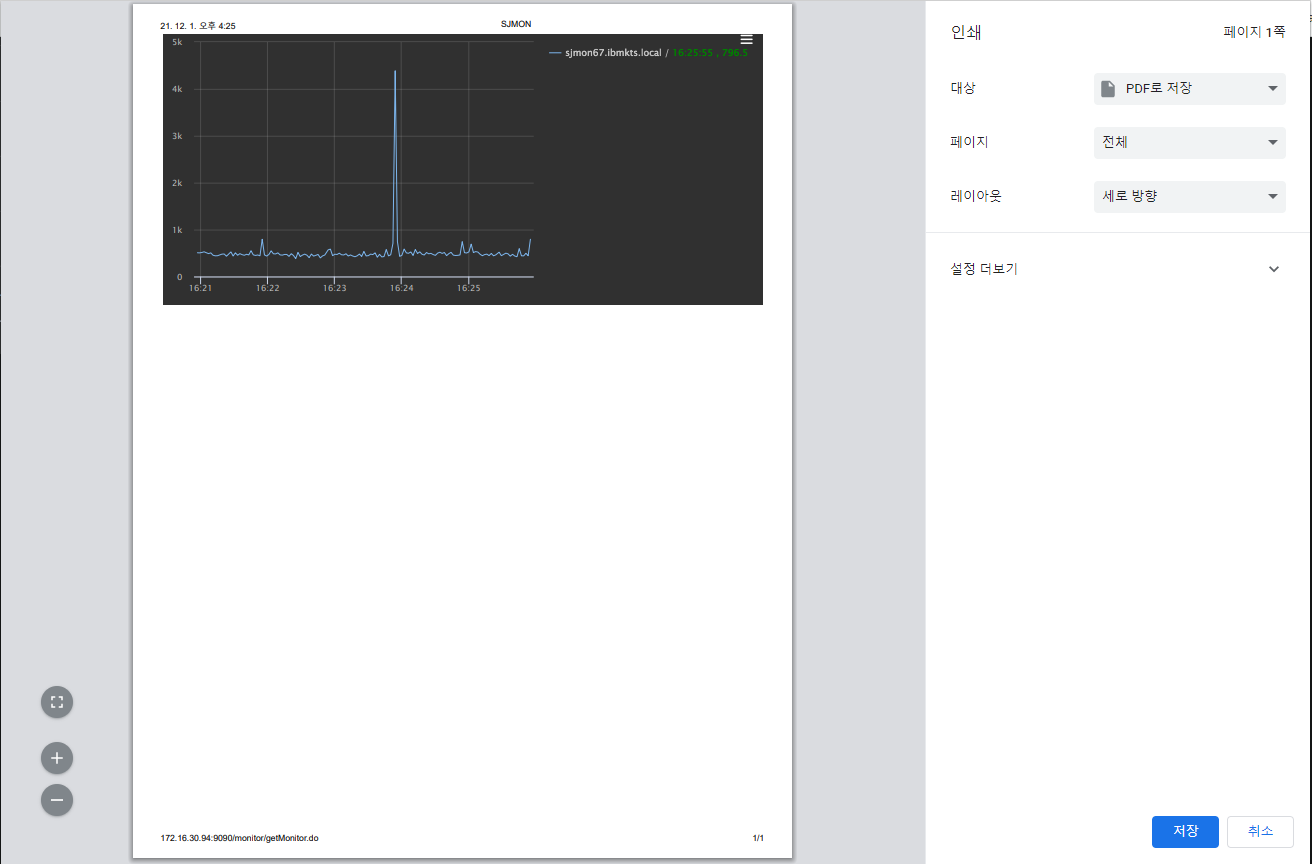 21. 12. 1. 오후 4:25
SJMON
5k
4k
3k
2k
1k
0
16:21 16:22 16:23 16:24 16:25
sjmon67.ibmkts.local / 16:25:55 , 796.5
172.16.30.94:9090/monitor/getMonitor.do
1/1
인쇄
페이지 1쪽
대상
PDF로 저장
페이지
전체
레이아웃
세로 방향
설정 더보기
저장
취소